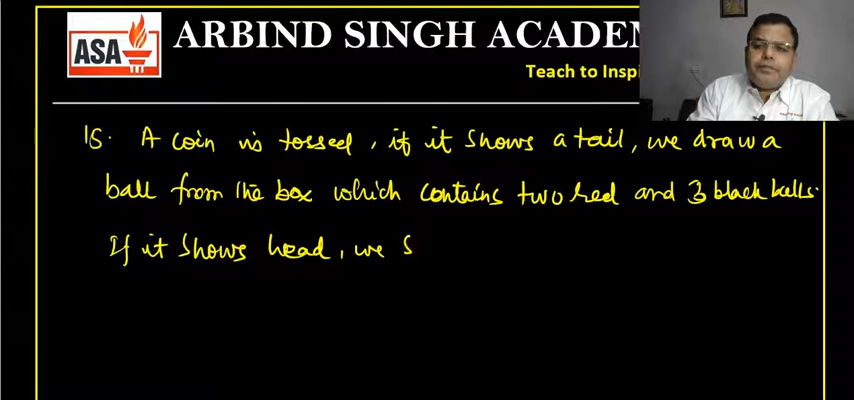 ASA
ARBIND SINGH ACADEM
Teach to Inspi
15. A coin is tossed, if it shows a tail, we draw a
ball from the box which contains two red and 3 black balls.
If it shows head, we S